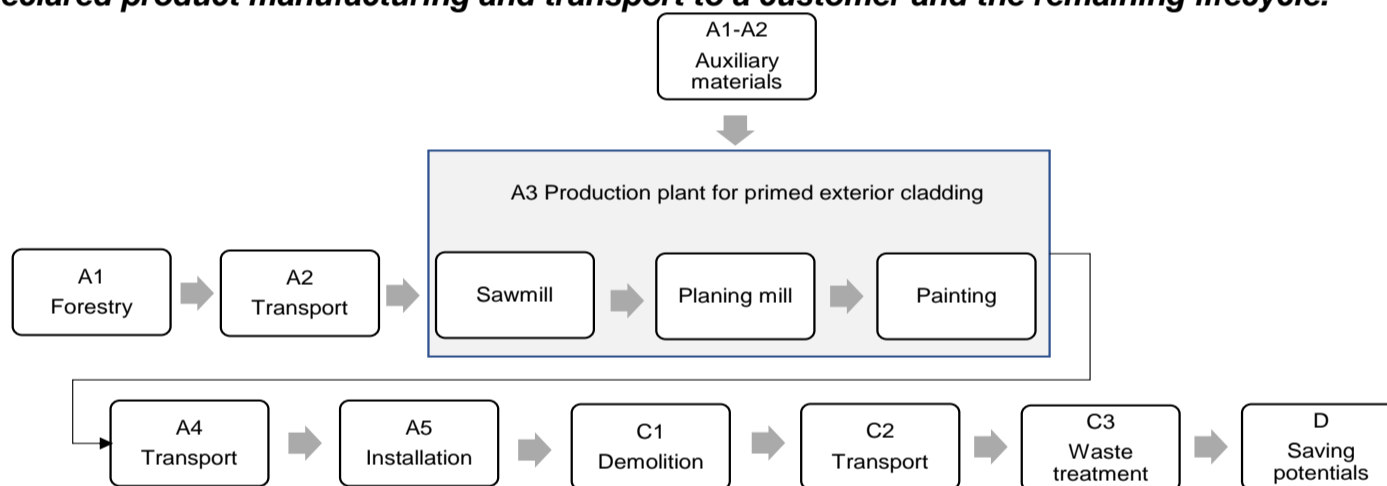 eclared product manufacturing and transport to a customer and the remaining lifecycle.
A1-A2
Auxiliary
materials
A3 Production plant for primed exterior cladding
A1
Forestry
A2
Transport
Sawmill
Planing mill
Painting
A4
Transport
A5
Installation
C1
Demolition
C2
Transport
C3
Waste
treatment
D
Saving
potentials